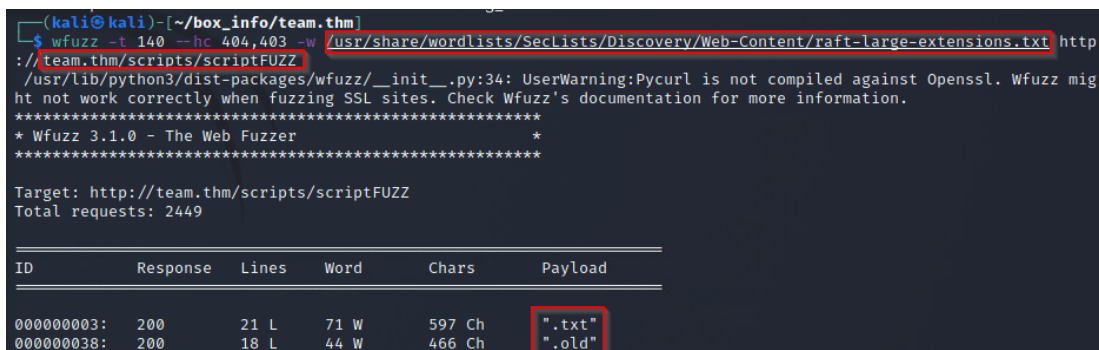 (kali㉿kali)-[~/box_info/team.thm]
$ wfuzz -t 140 --hc 404,403 -w /usr/share/wordlists/SecLists/Discovery/Web-Content/raft-large-extensions.txt http
://team.thm/scripts/scriptFUZZ
/usr/lib/python3/dist-packages/wfuzz/__init__.py:34: UserWarning:Pycurl is not compiled against Openssl. Wfuzz mig
ht not work correctly when fuzzing SSL sites. Check Wfuzz's documentation for more information.
********************************************************
* Wfuzz 3.1.0 - The Web Fuzzer                         *
********************************************************
Target: http://team.thm/scripts/scriptFUZZ
Total requests: 2449
=====================================================================
ID Response Lines Word Chars Payload
=====================================================================
000000003: 200 21 L 71 W 597 Ch ".txt"
000000038: 200 18 L 44 W 466 Ch ".old"